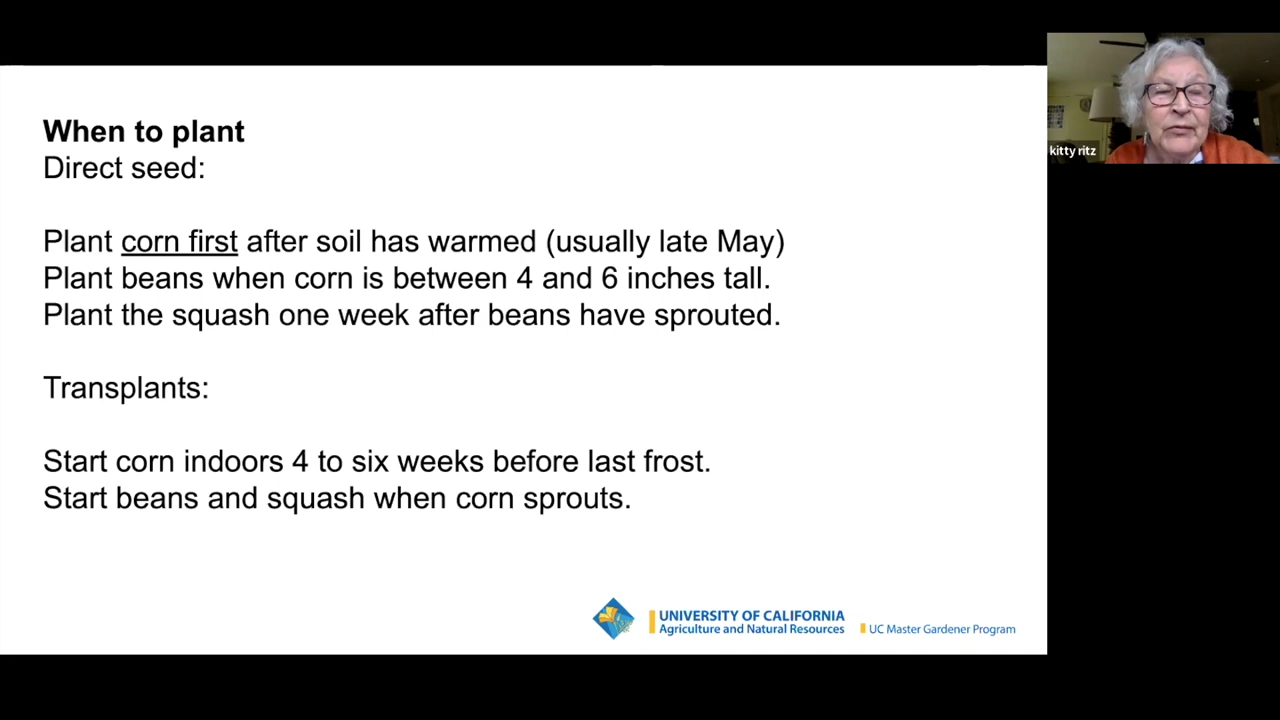 When to plant
Direct seed:
Plant corn first after soil has warmed (usually late May)
Plant beans when corn is between 4 and 6 inches tall.
Plant the squash one week after beans have sprouted.
Transplants:
Start corn indoors 4 to six weeks before last frost.
Start beans and squash when corn sprouts.
UNIVERSITY OF CALIFORNIA
Agriculture and Natural Resources
UC Master Gardener Program
kitty ritz